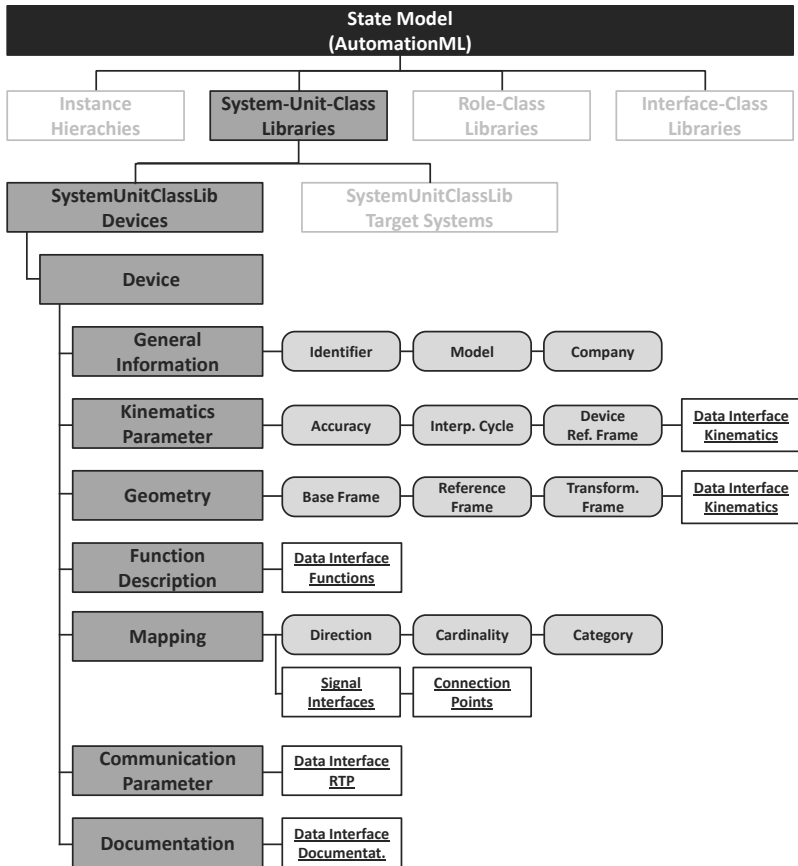 State Model
(AutomationML)
Instance
Hierachies
System-Unit-Class
Libraries
Role-Class
Libraries
Interface-Class
Libraries
SystemUnitClassLib
Devices
SystemUnitClassLib
Target Systems
Device
General
Information
Identifier
Model
Company
Kinematics
Parameter
Accuracy
Interp. Cycle
Device
Ref. Frame
Data Interface
Kinematics
Geometry
Base Frame
Reference
Frame
Transform.
Frame
Data Interface
Kinematics
Function
Description
Data Interface
Functions
Mapping
Direction
Cardinality
Category
Signal
Interfaces
Connection
Points
Communication
Parameter
Data Interface
RTP
Documentation
Data Interface
Documentat.